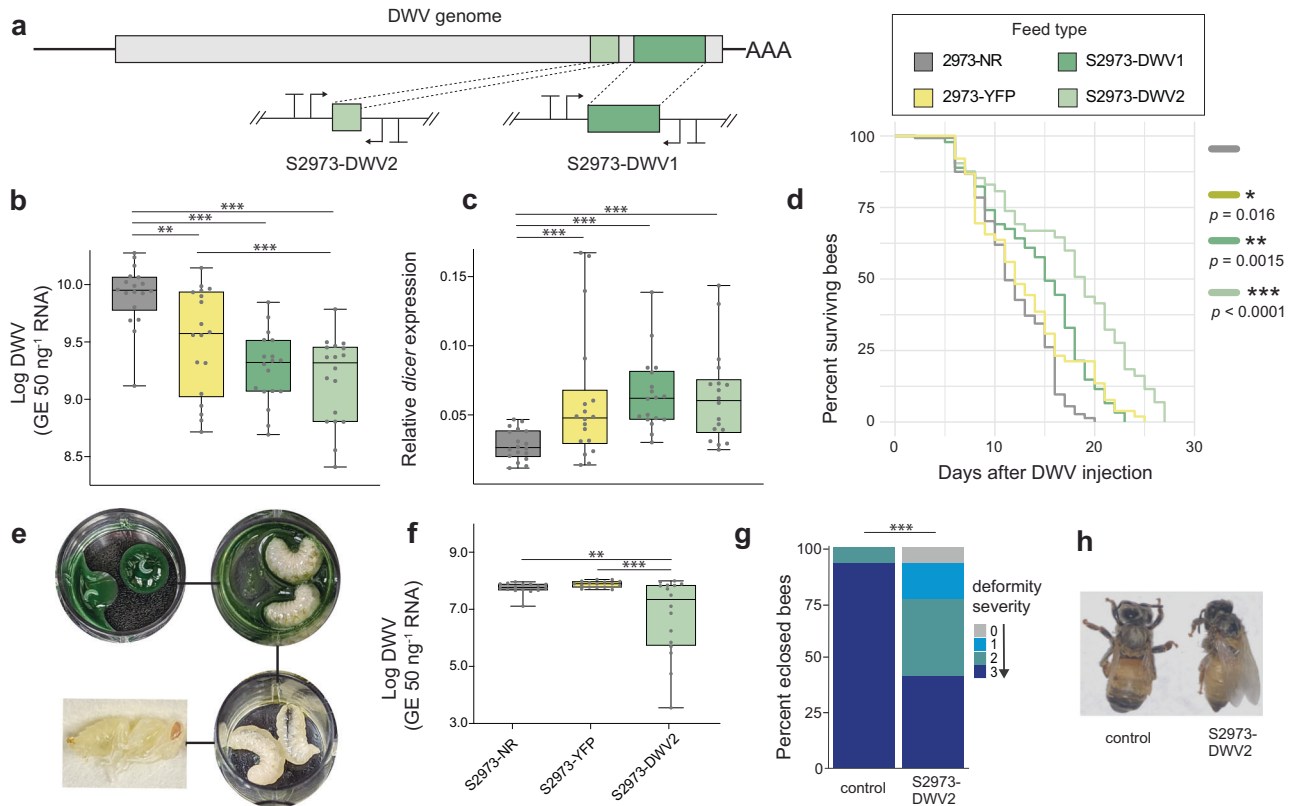 a
DWV genome
AAA
S2973-DWV2
S2973-DWV1
Feed type
2973-NR
S2973-DWV1
2973-YFP
S2973-DWV2
b
Log DWV
(GE 50 ng⁻¹ RNA)
10.0
9.5
9.0
8.5
***
***
**
***
c
Relative dicer expression
0.15
0.10
0.05
***
***
***
d
Percent survivng bees
100
75
50
25
0
0
10
20
30
Days after DWV injection
*
p = 0.016
**
p = 0.0015
***
p < 0.0001
e
f
Log DWV
(GE 50 ng⁻¹ RNA)
9.0
7.0
5.0
3.0
**
***
S2973-NR
S2973-YFP
S2973-DWV2
g
***
Percent eclosed bees
100
75
50
25
0
control
S2973-
DWV2
deformity
severity
0
1
2
3
h
control
S2973-
DWV2